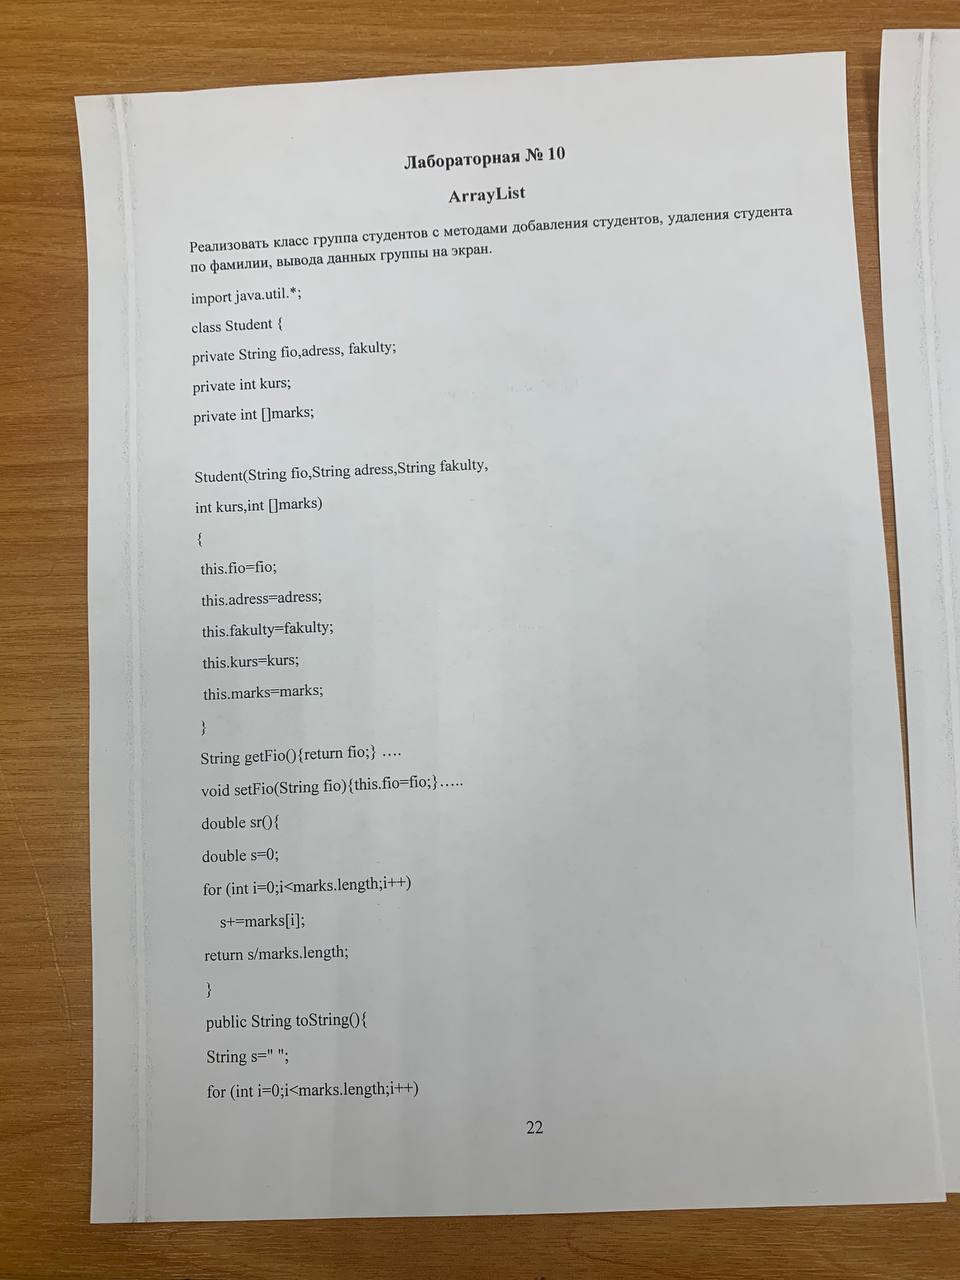 Лабораторная № 10
ArrayList
Реализовать класс группа студентов с методами добавления студентов, удаления студента
по фамилии, вывода данных группы на экран.
import java.util.*;
class Student {
private String fio,adress, fakulty;
private int kurs;
private int []marks;
Student(String fio,String adress,String fakulty,
int kurs,int []marks)
{
this.fio=fio;
this.adress=adress;
this.fakulty=fakulty;
this.kurs=kurs;
this.marks=marks;
}
String getFio(){return fio;} ….
void setFio(String fio){this.fio=fio;}…..
double sr(){
double s=0;
for (int i=0;i<marks.length;i++)
s+=marks[i];
return s/marks.length;
}
public String toString(){
String s=" ";
for (int i=0;i<marks.length;i++)
22